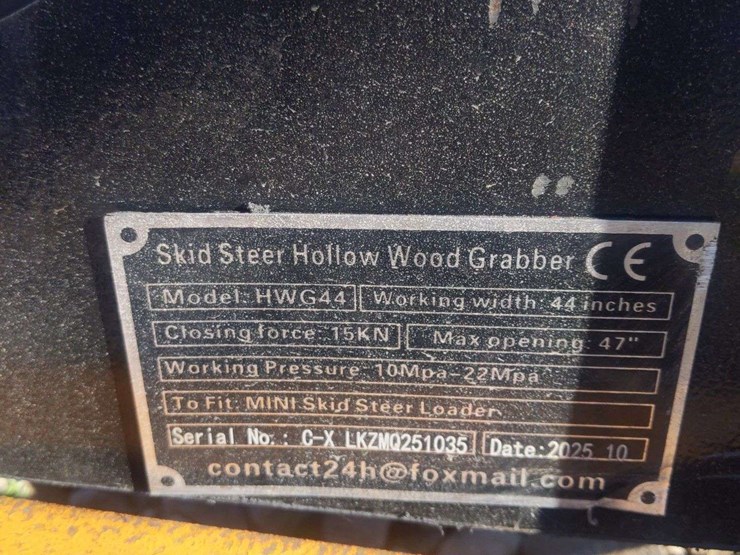 Skid Steer Hollow Wood Grabber CE
Model: HWG44 Working width: 44 inches
Closing force: 15KN Max opening: 47"
Working Pressure: 10Mpa-22Mpa
To Fit: MINI Skid Steer Loader
Serial No.: C-X LKZMQ251035 Date:2025 10
contact24h@foxmail.com